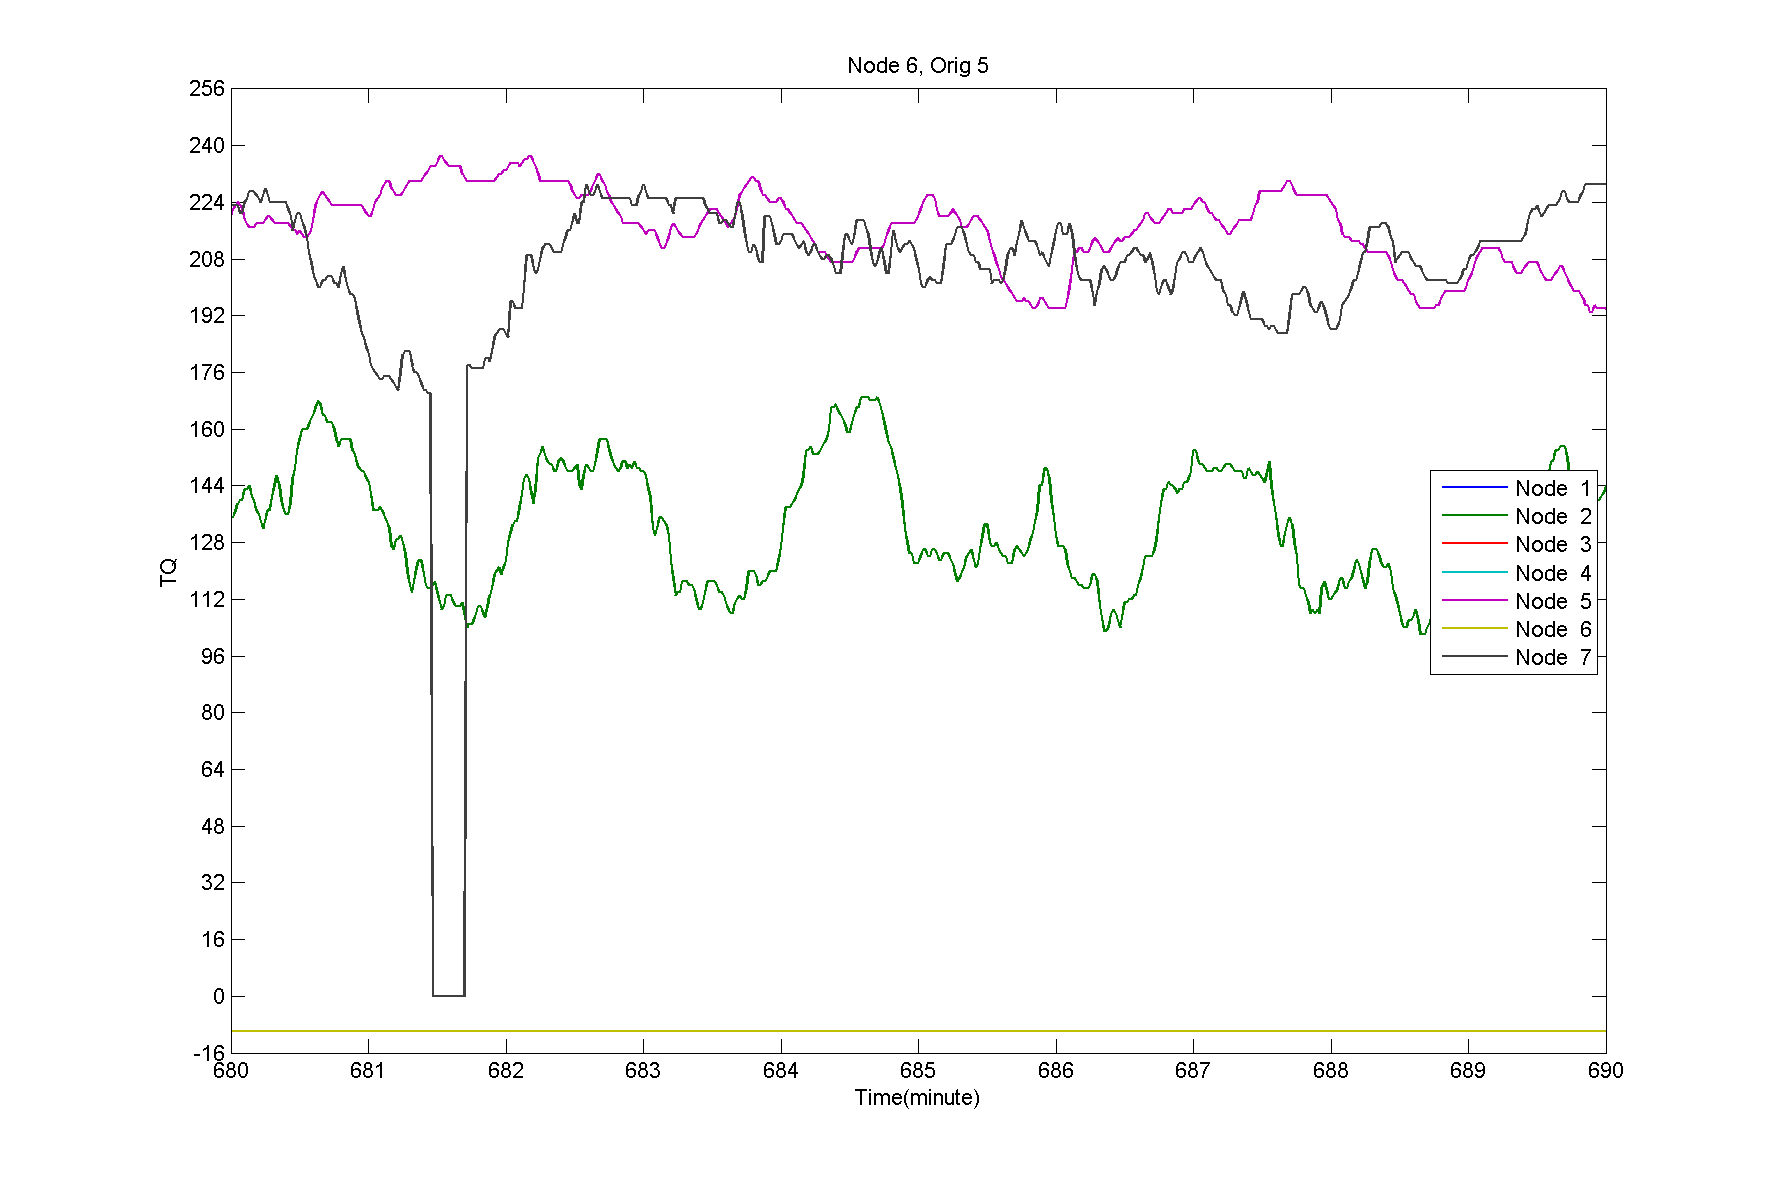 Node 6, Orig 5
256
240
224
208
192
176
160
144
128
112
96
80
64
48
32
16
0
-16
TQ
Node 1
Node 2
Node 3
Node 4
Node 5
Node 6
Node 7
680 681 682 683 684 685 686 687 688 689 690
Time(minute)